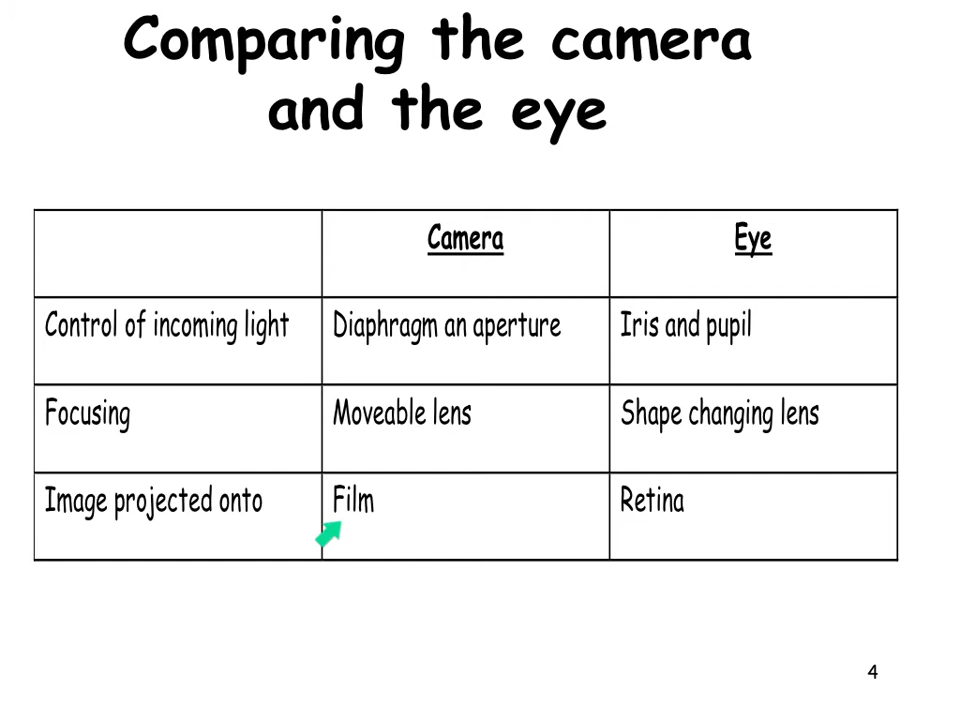 Comparing the camera
and the eye
Camera
Eye
Control of incoming light
Diaphragm an aperture
Iris and pupil
Focusing
Moveable lens
Shape changing lens
Image projected onto
Film
Retina
4